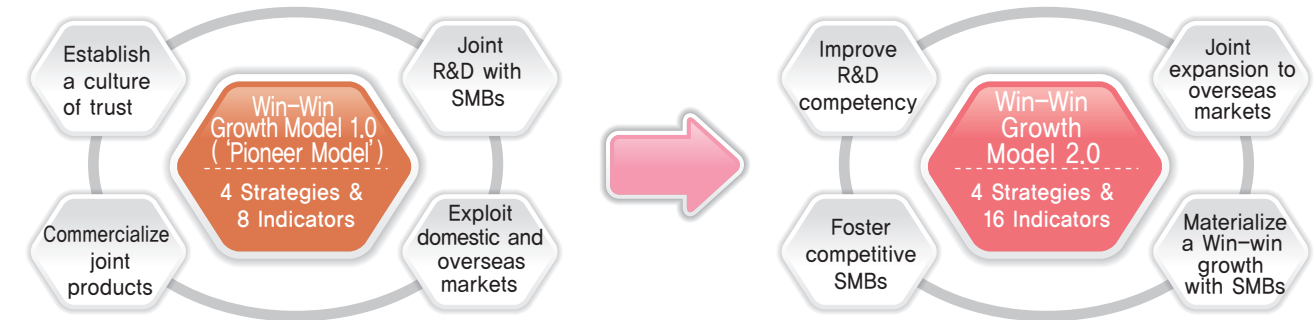 Establish
a culture
of trust
Joint
R&D with
SMBs
Win-Win
Growth Model 1.0
( 'Pioneer Model')
4 Strategies &
8 Indicators
Commercialize
joint
products
Exploit
domestic and
overseas
markets
Improve
R&D
competency
Joint
expansion to
overseas
markets
Win-Win
Growth
Model 2.0
4 Strategies &
16 Indicators
Foster
competitive
SMBs
Materialize
a Win-win
growth
with SMBs